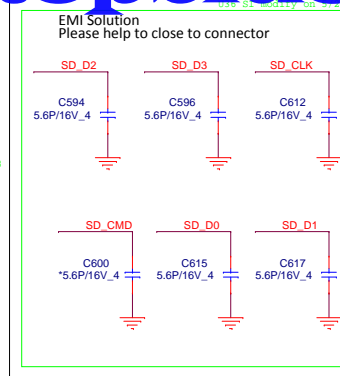 EMI Solution
Please help to close to connector
SD_D2 SD_D3 SD_CLK
C594 C596 C612
5.6P/16V_4 5.6P/16V_4 5.6P/16V_4
SD_CMD SD_D0 SD_D1
C600 C615 C617
*5.6P/16V_4 5.6P/16V_4 5.6P/16V_4